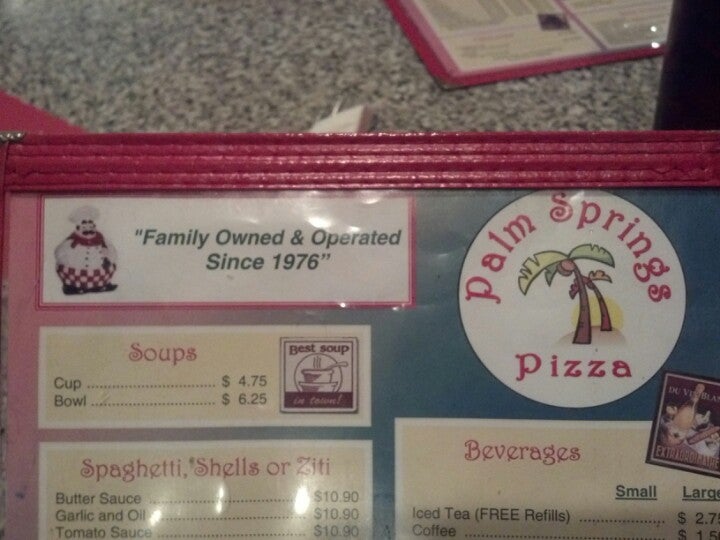 "Family Owned & Operated
Since 1976"
Palm Springs
Pizza
Soups
Cup ........................ $ 4.75
Bowl ........................ $ 6.25
Best soup
in town!
Spaghetti, Shells or Ziti
Butter Sauce ........................ $10.90
Garlic and Oil ........................ $10.90
Tomato Sauce ........................ $10.90
EXTRAORDINAIRE
Beverages
Small Large
Iced Tea (FREE Refills) ........................ $ 2.75
Coffee ........................ $